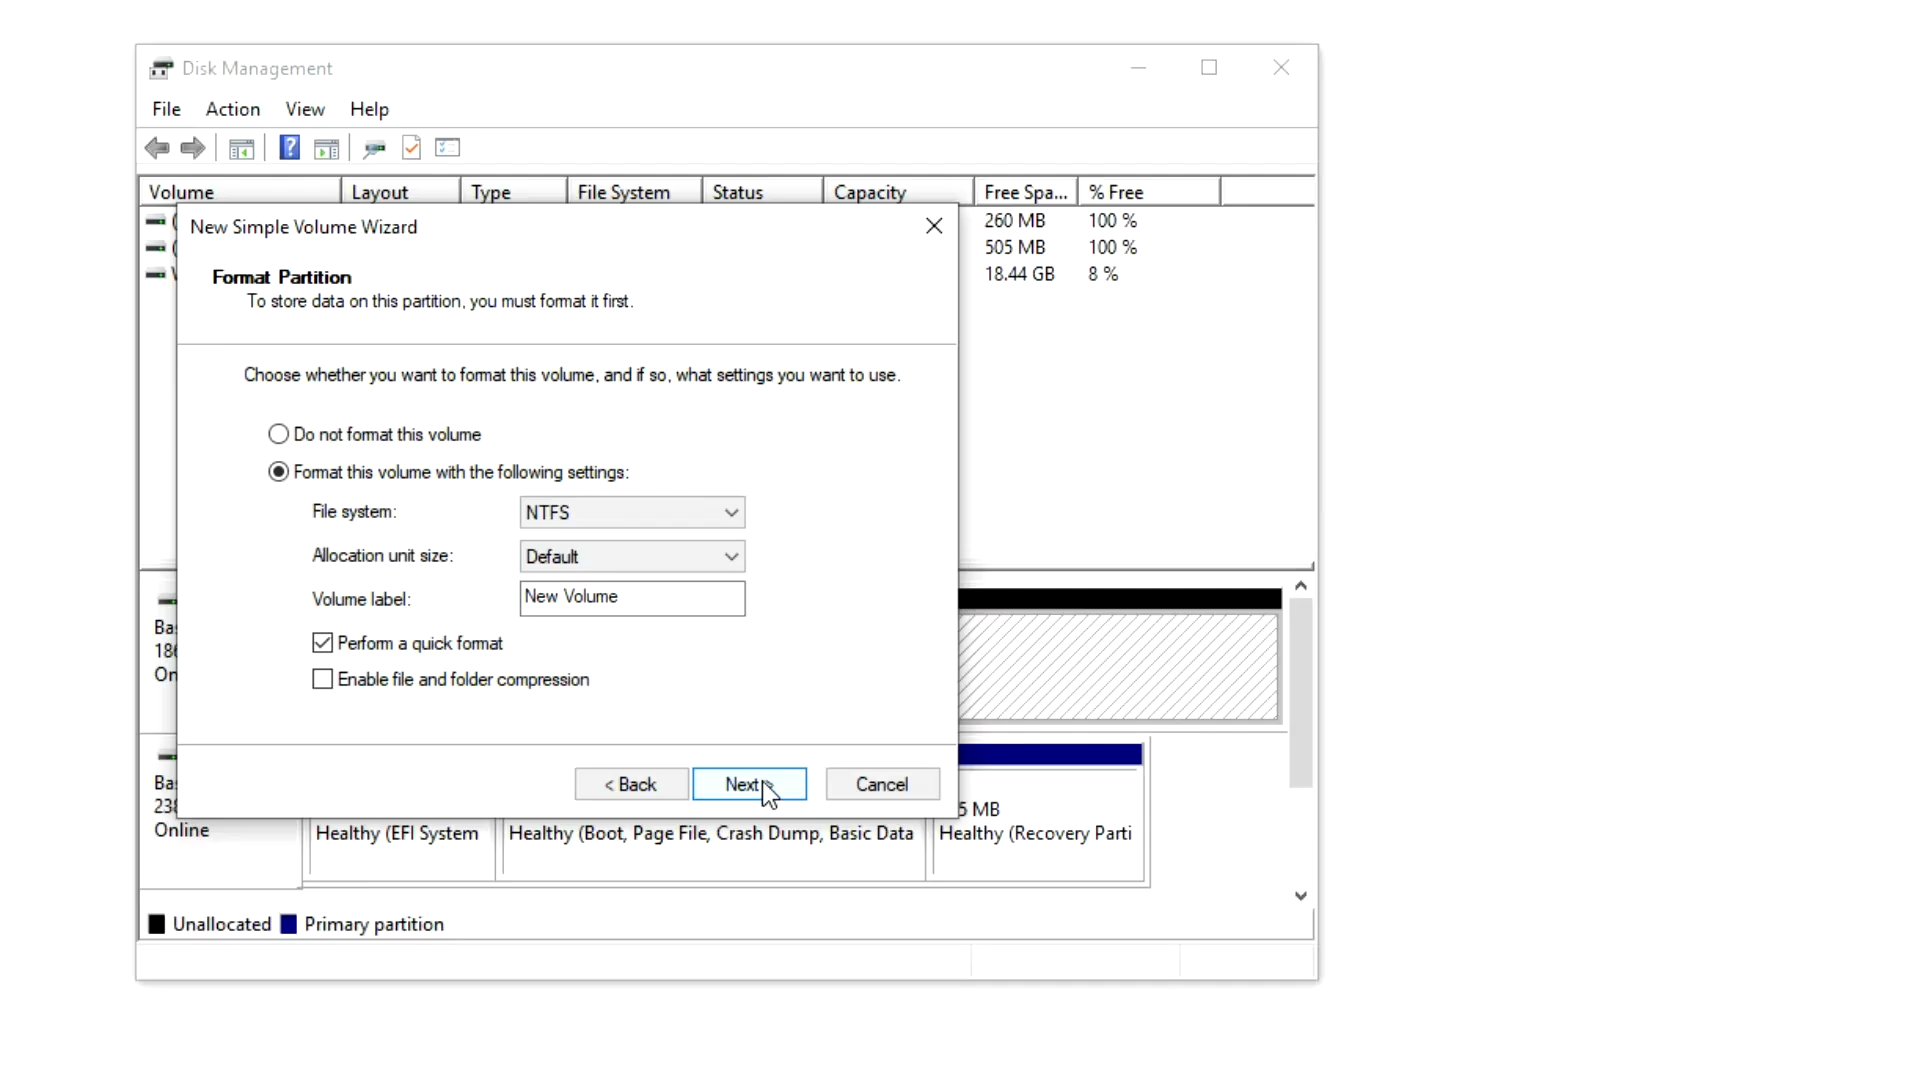 Disk Management
File Action View Help
Volume Layout Type File System Status Capacity Free Spa... % Free
260 MB 100 %
505 MB 100 %
18.44 GB 8 %
New Simple Volume Wizard
Format Partition
To store data on this partition, you must format it first.
Choose whether you want to format this volume, and if so, what settings you want to use.
Do not format this volume
Format this volume with the following settings:
File system: NTFS
Allocation unit size: Default
Volume label: New Volume
Perform a quick format
Enable file and folder compression
< Back Next Cancel
Online
5 MB
Healthy (EFI System Healthy (Boot, Page File, Crash Dump, Basic Data Healthy (Recovery Parti
Unallocated Primary partition